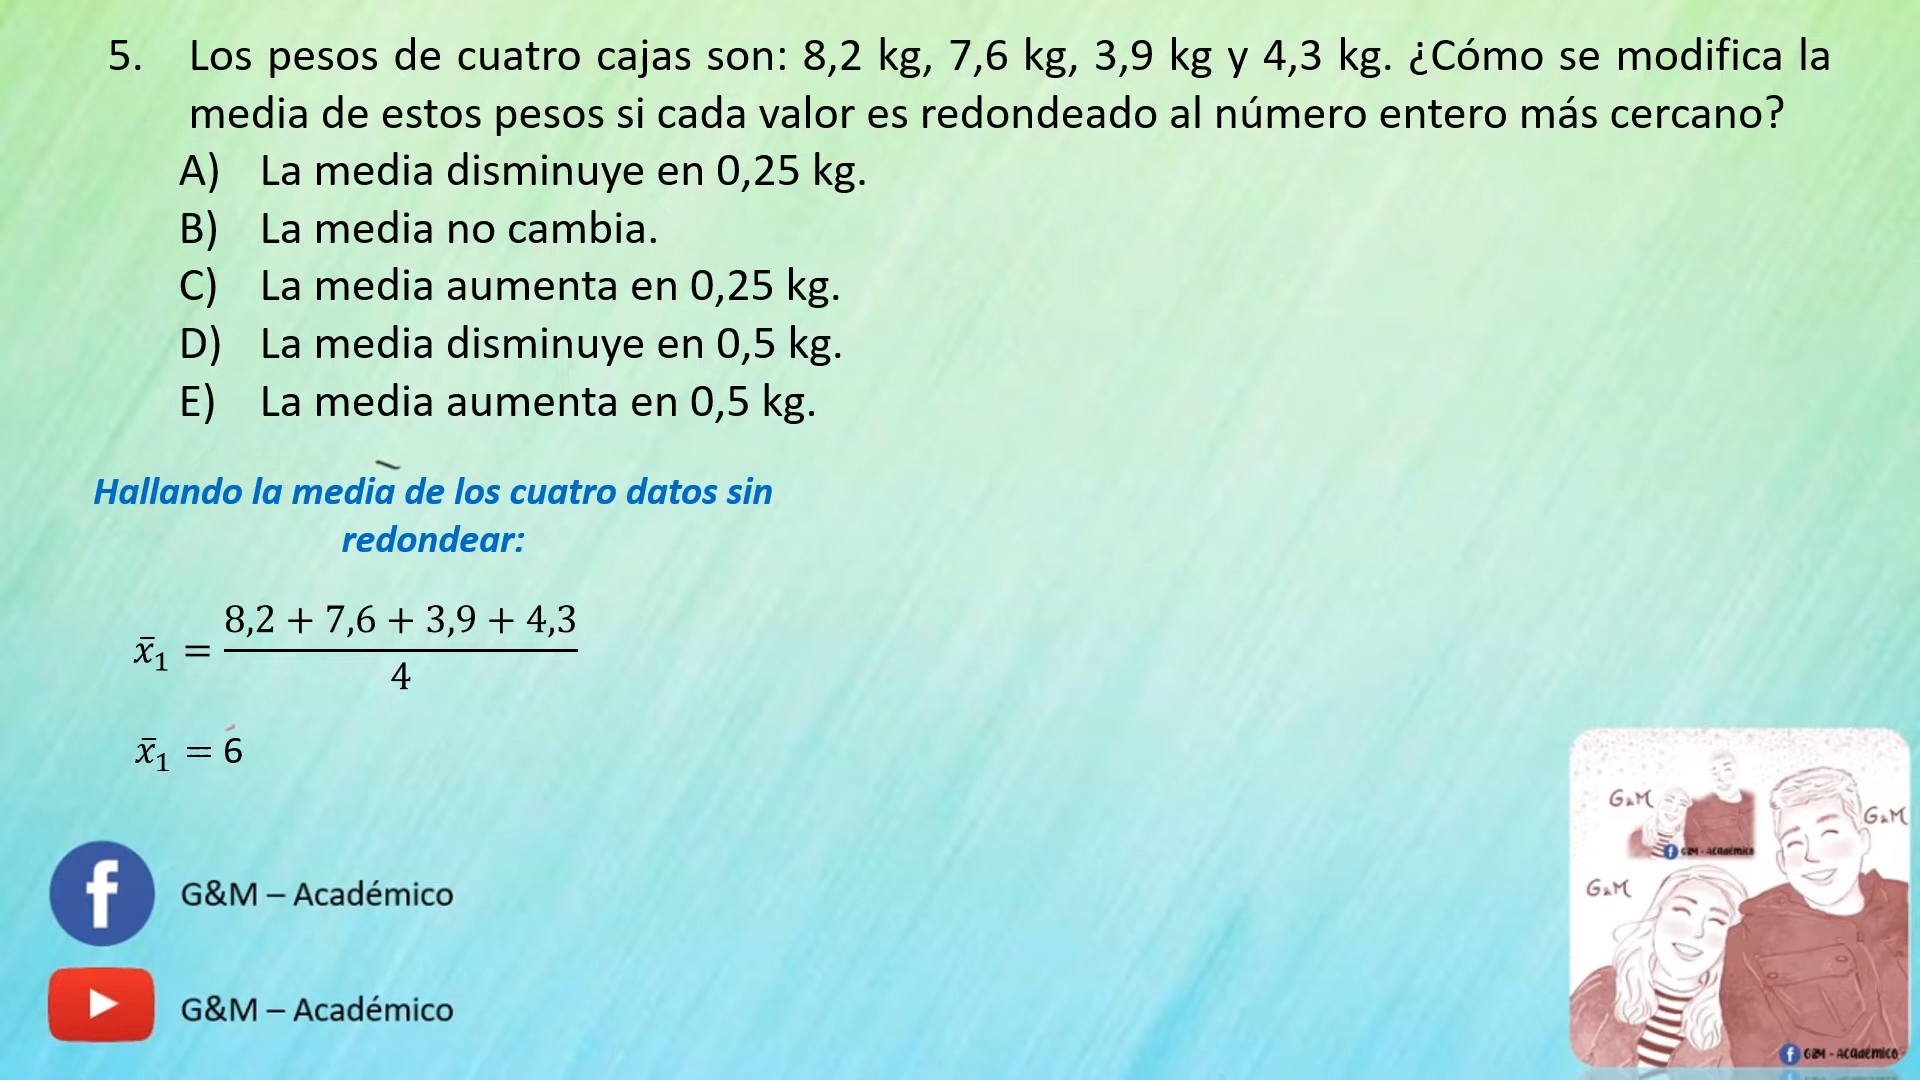 5. Los pesos de cuatro cajas son: 8,2 kg, 7,6 kg, 3,9 kg y 4,3 kg. ¿Cómo se modifica la
media de estos pesos si cada valor es redondeado al número entero más cercano?
A) La media disminuye en 0,25 kg.
B) La media no cambia.
C) La media aumenta en 0,25 kg.
D) La media disminuye en 0,5 kg.
E) La media aumenta en 0,5 kg.
Hallando la media de los cuatro datos sin
redondear:
x̄₁ = (8,2 + 7,6 + 3,9 + 4,3)/4
x̄₁ = 6
G&M – Académico
G&M – Académico
G&M
G&M
G&M - Académico
G&M
G&M - Académico